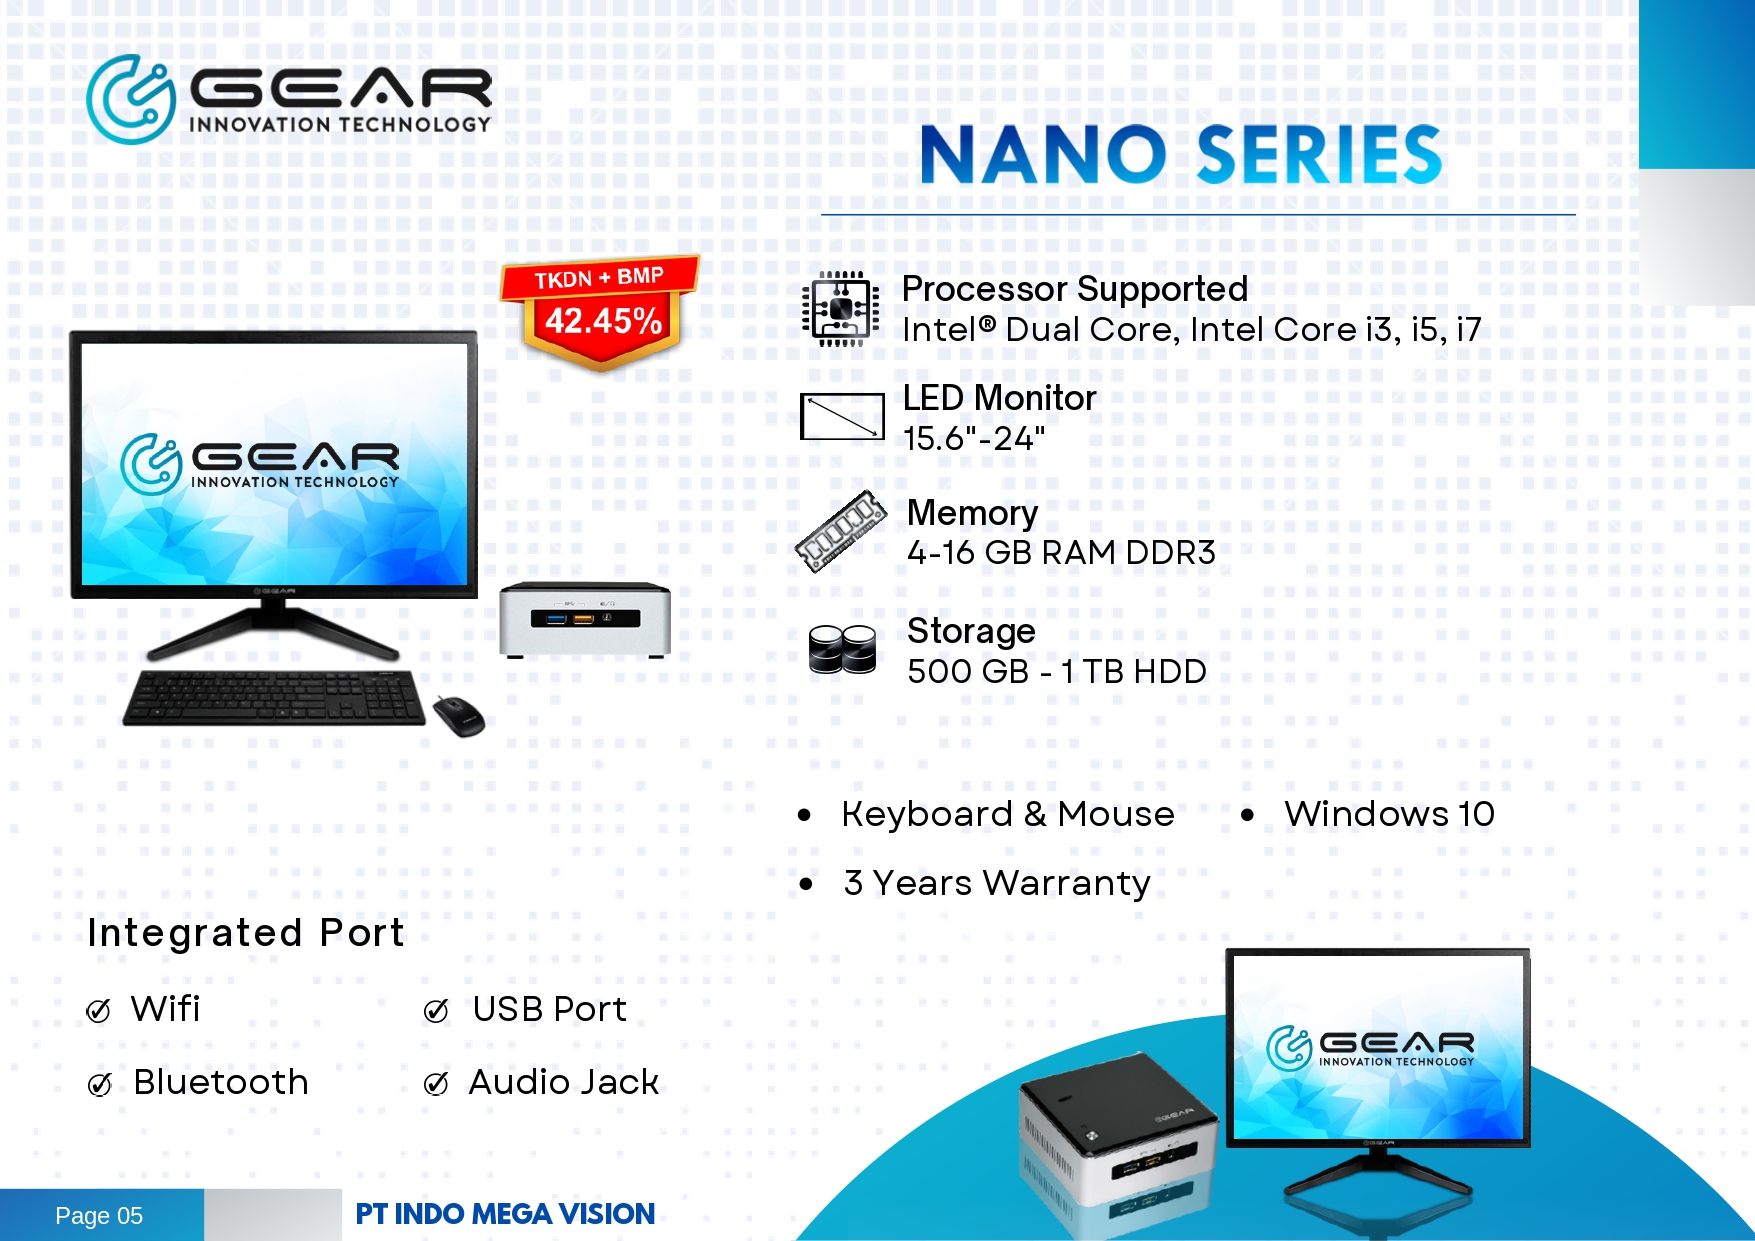 GEAR
INNOVATION TECHNOLOGY
NANO SERIES
TKDN + BMP
42.45%
GEAR
INNOVATION TECHNOLOGY
GEAR
Processor Supported
Intel® Dual Core, Intel Core i3, i5, i7
LED Monitor
15.6"-24"
Memory
4-16 GB RAM DDR3
Storage
500 GB - 1 TB HDD
• Keyboard & Mouse
• Windows 10
• 3 Years Warranty
Integrated Port
Wifi
USB Port
Bluetooth
Audio Jack
GEAR
INNOVATION TECHNOLOGY
GEAR
GEAR
Page 05
PT INDO MEGA VISION